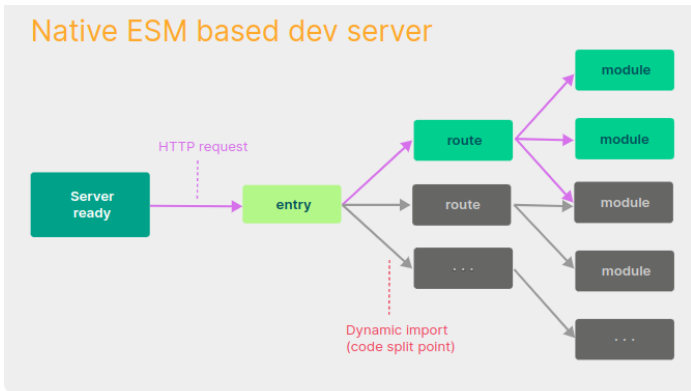 Native ESM based dev server
HTTP request
Server
ready
entry
route
route
...
module
module
module
module
...
Dynamic import
(code split point)